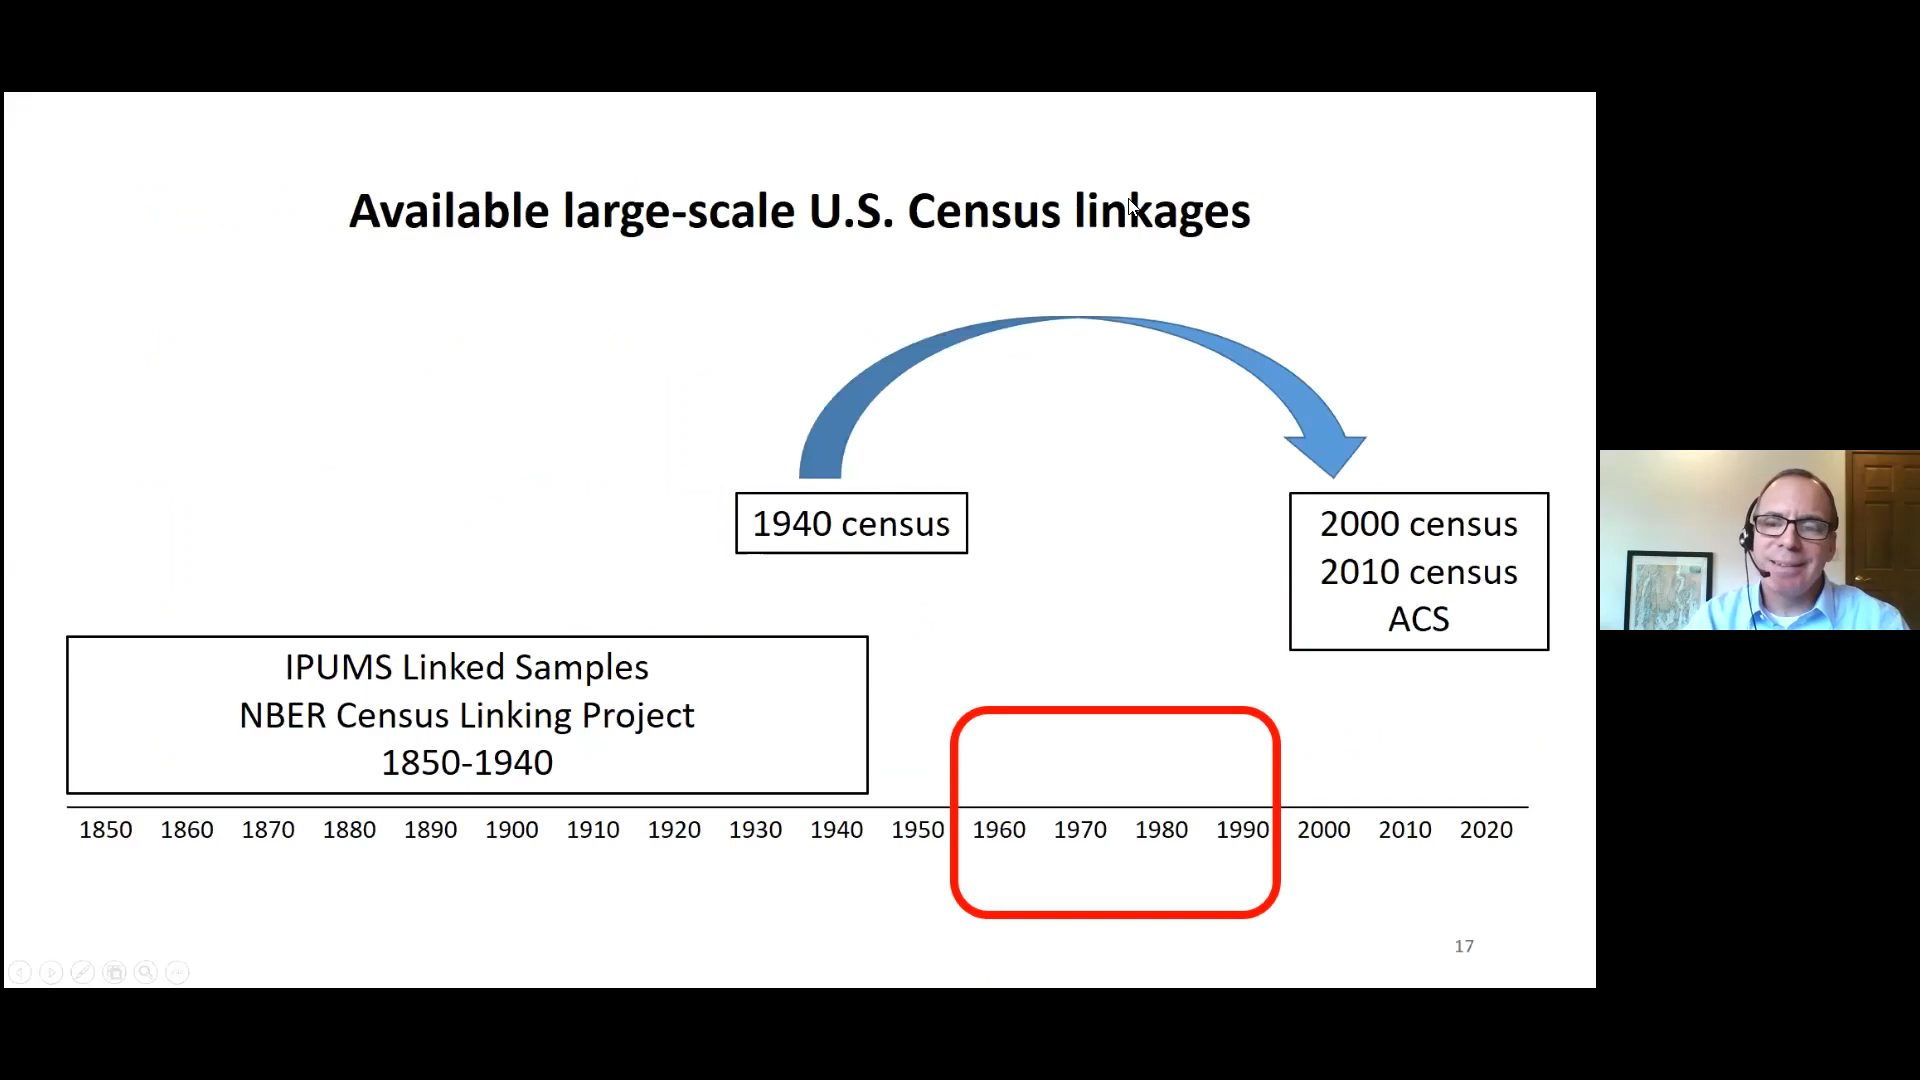 Available large-scale U.S. Census linkages
1940 census
2000 census
2010 census
ACS
IPUMS Linked Samples
NBER Census Linking Project
1850-1940
1850 1860 1870 1880 1890 1900 1910 1920 1930 1940 1950 1960 1970 1980 1990 2000 2010 2020
17